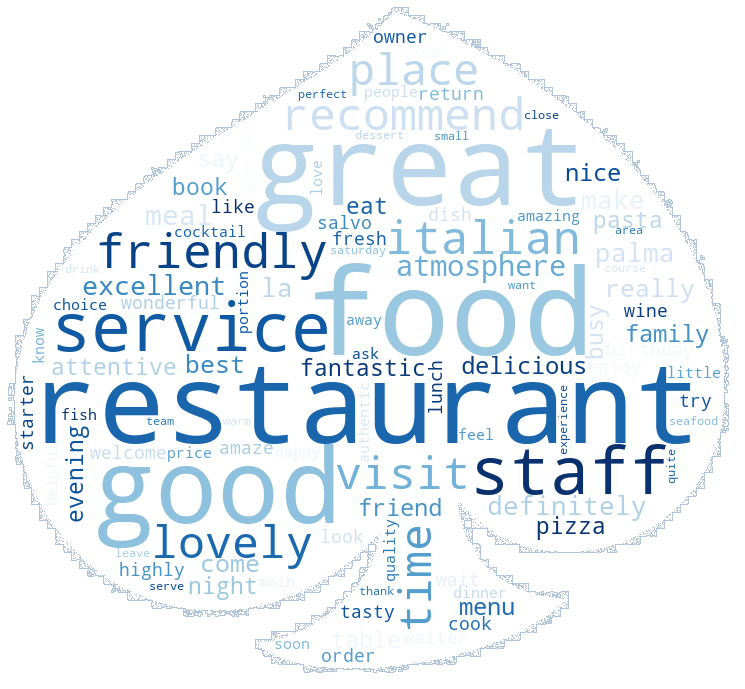 owner
place
people return
perfect
recommend
close
dessert small
great
say special love
nice
book
like
eat
make
meal
cocktail salvo
dish amazing pasta
fresh
area
friendly
italian
saturday
palma
drink
atmosphere
course
excellent
portion
la
want
really
choice wonderful
food
wine
service
away
busy
family
know
ask
birthday
attentive best fantastic
lunch
delicious enjoy little
starter
restaurant
try
fish
team
warm
authentic
feel
experience
seafood
evening
welcome price amaze happy
quite
helpful
good
visit
staff
friend
definitely
pizza
lovely
look
quality
time
leave
highly
come
night main
wait
serve
thank
dinner
tasty
menu
cook
table waiter
soon
order